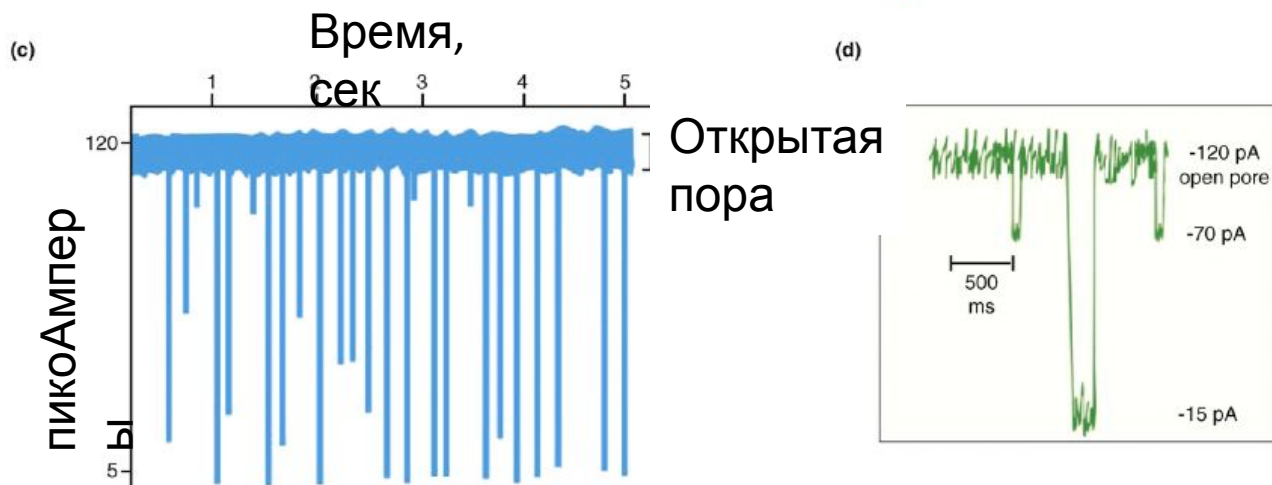 (c)
Время,
сек
1 2 3 4 5
120
5
пикоАмпер
ы
Открытая
пора
(d)
-120 pA
open pore
-70 pA
500
ms
-15 pA